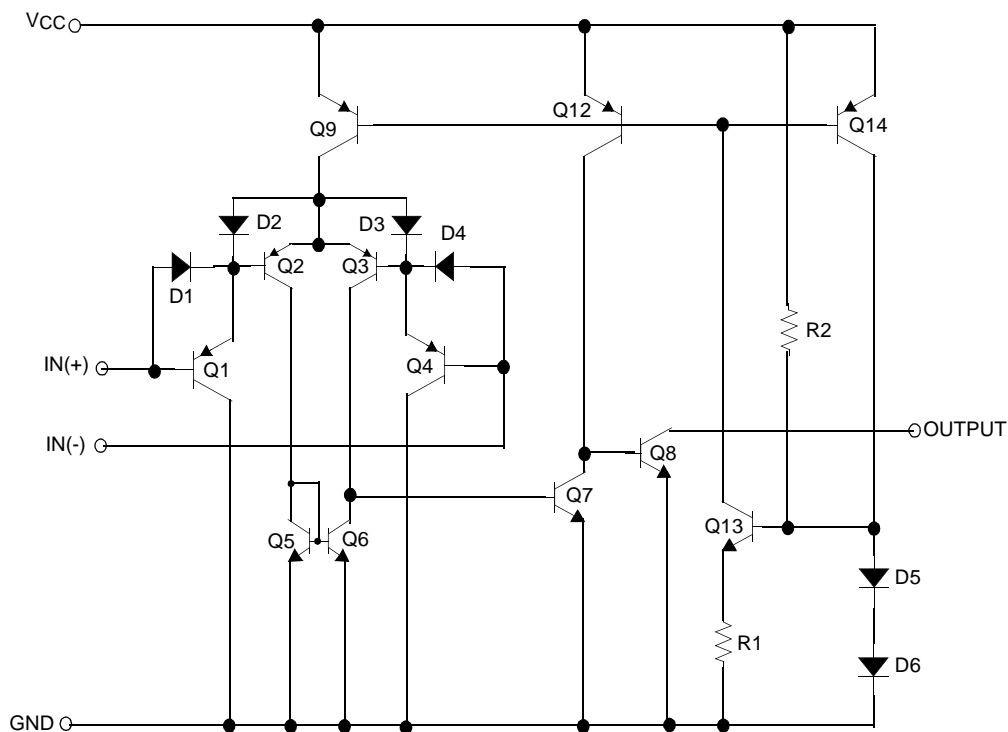 VCC
Q9
Q12
Q14
D2
D3
D4
Q2
Q3
D1
R2
IN(+)
Q1
Q4
IN(-)
OUTPUT
Q8
Q7
Q5
Q6
Q13
D5
R1
D6
GND